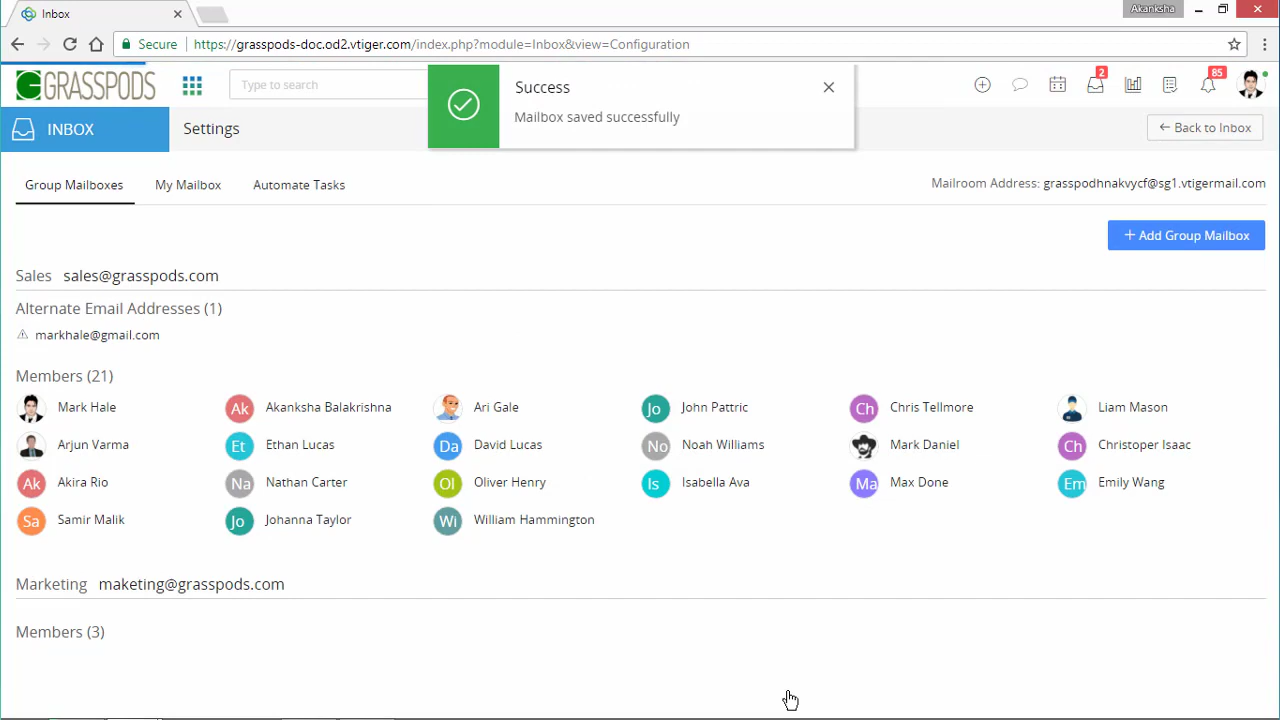 Inbox
Akanksha
Secure https://grasspods-doc.od2.vtiger.com/index.php?module=Inbox&view=Configuration
GRASSPODS
Type to search
Success
Mailbox saved successfully
2
85
INBOX
Settings
Back to Inbox
Group Mailboxes My Mailbox Automate Tasks
Mailroom Address: grasspodhnakvycf@sg1.vtigermail.com
+ Add Group Mailbox
Sales sales@grasspods.com
Alternate Email Addresses (1)
markhale@gmail.com
Members (21)
Mark Hale Ak Akanksha Balakrishna Ari Gale Jo John Pattric Ch Chris Tellmore Liam Mason
Arjun Varma Et Ethan Lucas Da David Lucas No Noah Williams Mark Daniel Ch Christoper Isaac
Ak Akira Rio Na Nathan Carter Ol Oliver Henry Is Isabella Ava Ma Max Done Em Emily Wang
Sa Samir Malik Jo Johanna Taylor Wi William Hammington
Marketing maketing@grasspods.com
Members (3)